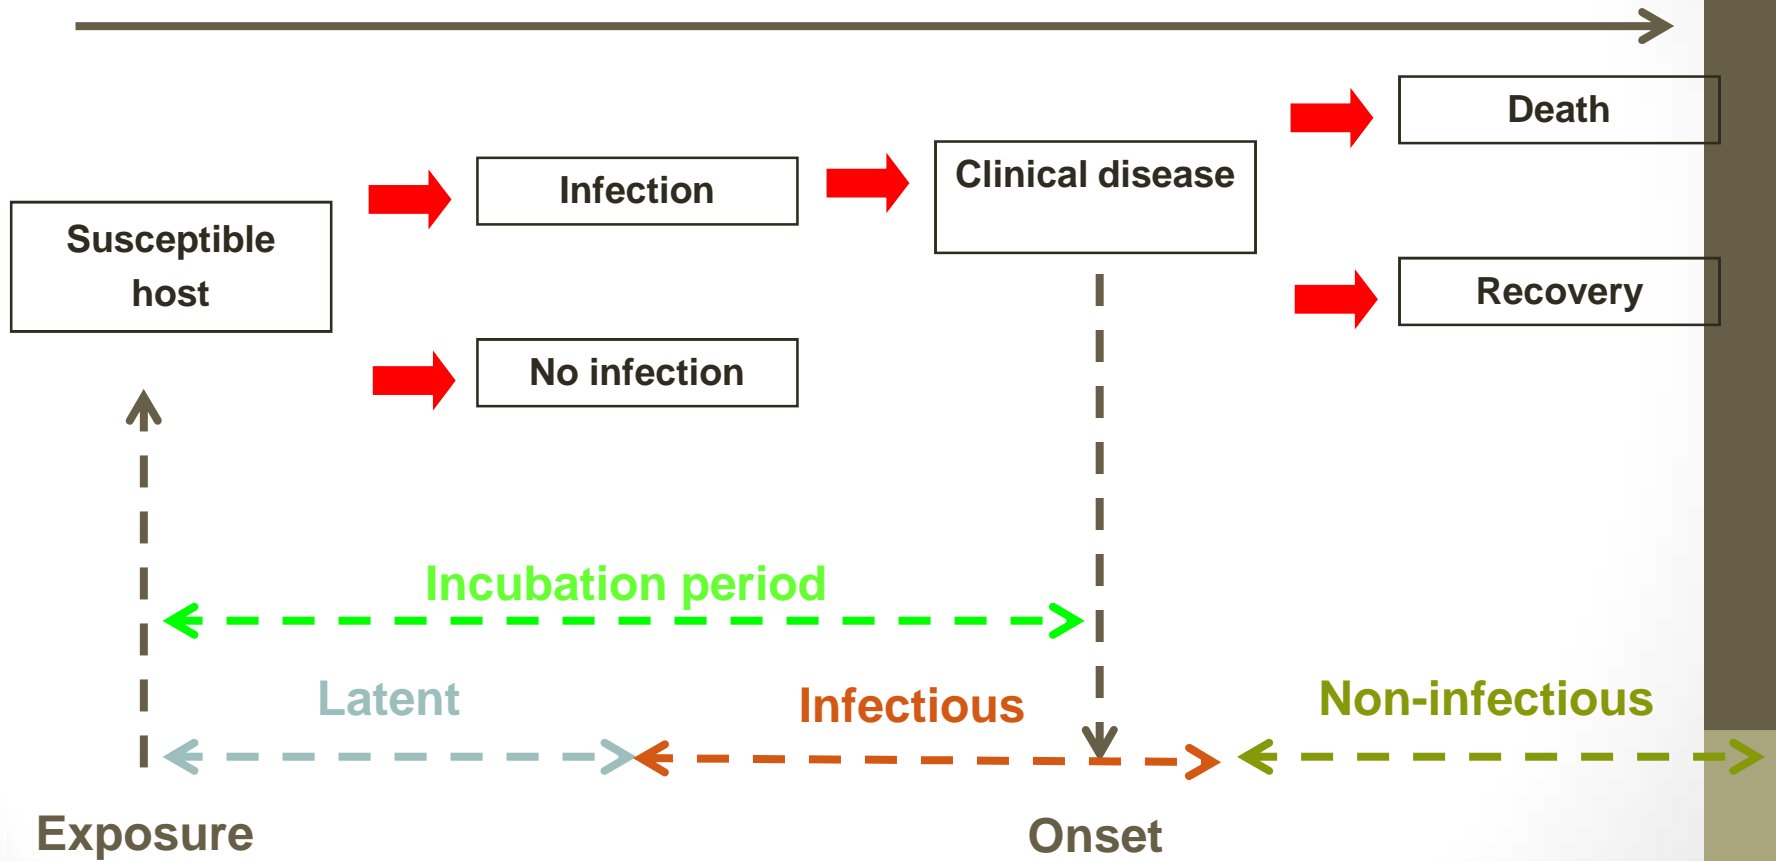 Death
Infection
Clinical disease
Susceptible
host
Recovery
No infection
Incubation period
Latent
Infectious
Non-infectious
Exposure
Onset